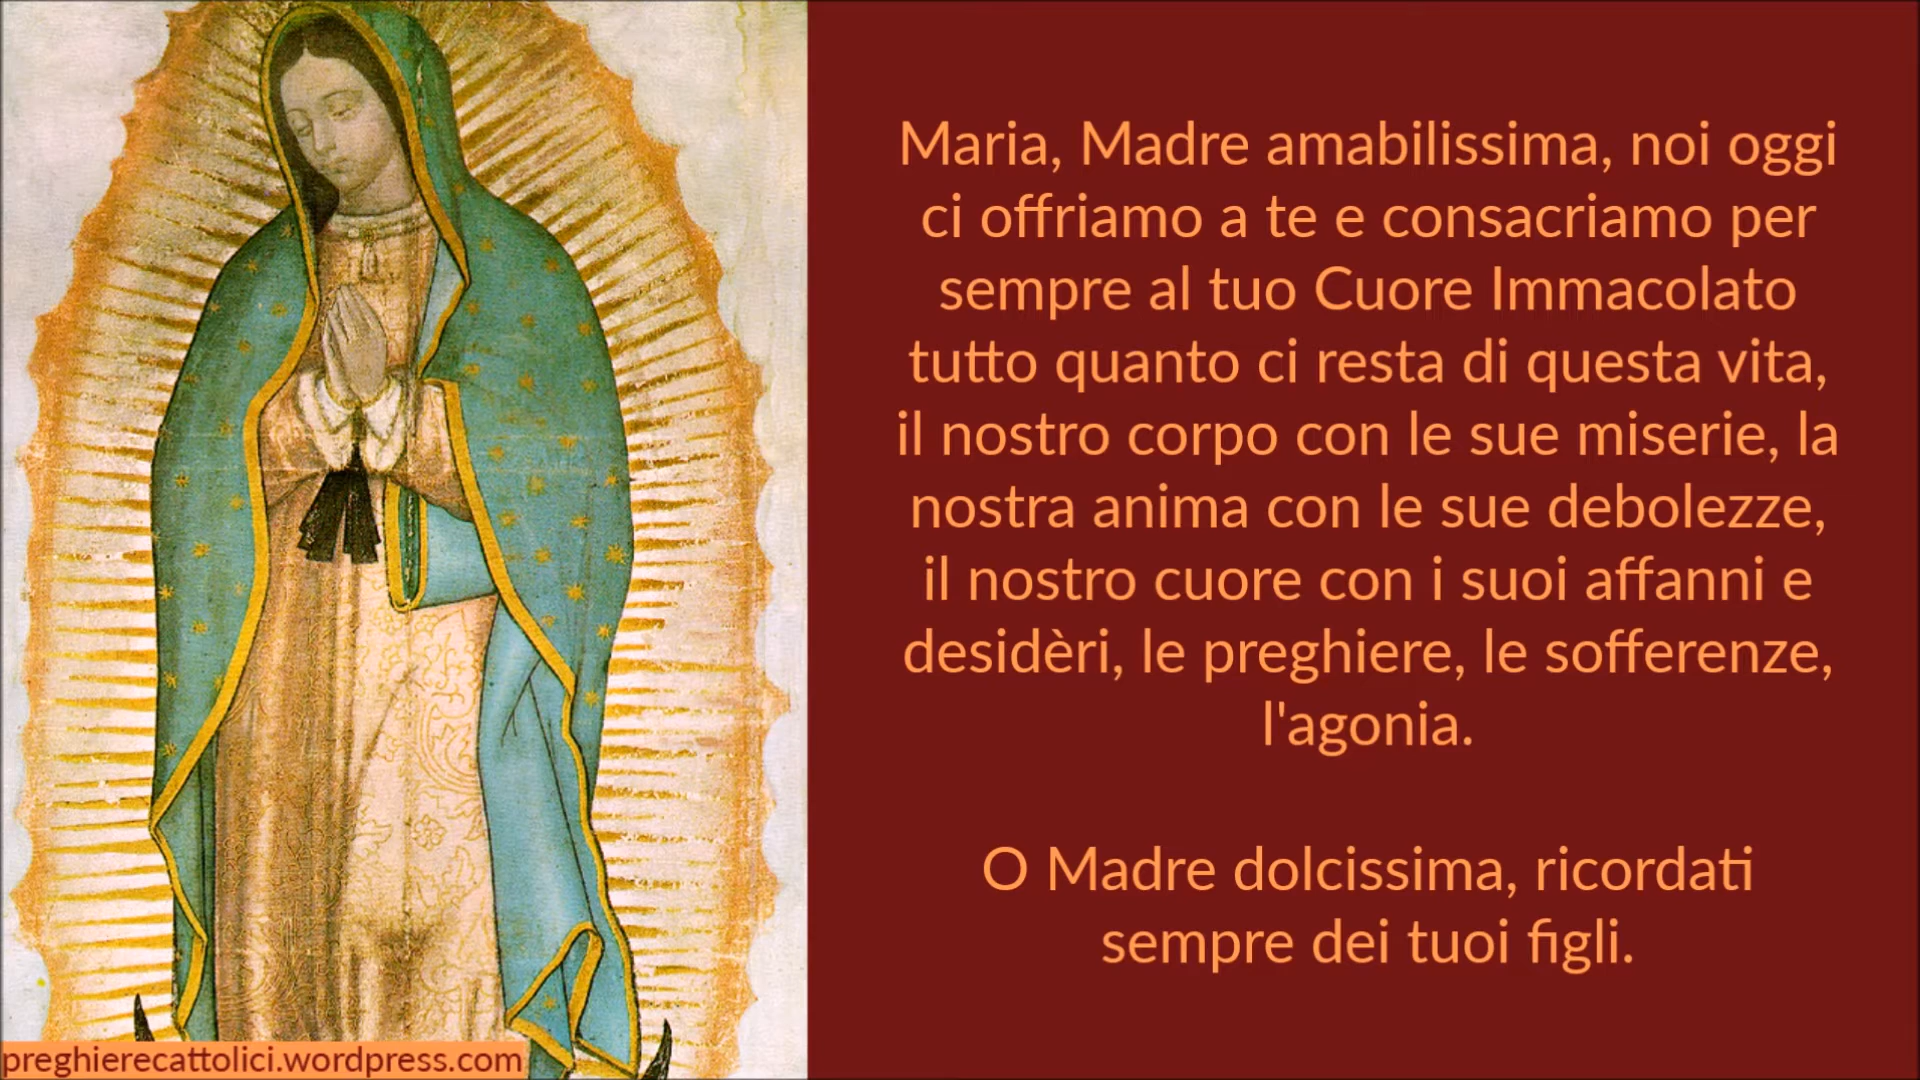 Maria, Madre amabilissima, noi oggi
ci offriamo a te e consacriamo per
sempre al tuo Cuore Immacolato
tutto quanto ci resta di questa vita,
il nostro corpo con le sue miserie, la
nostra anima con le sue debolezze,
il nostro cuore con i suoi affanni e
desidèri, le preghiere, le sofferenze,
l'agonia.
O Madre dolcissima, ricordati
sempre dei tuoi figli.
preghierecattolici.wordpress.com